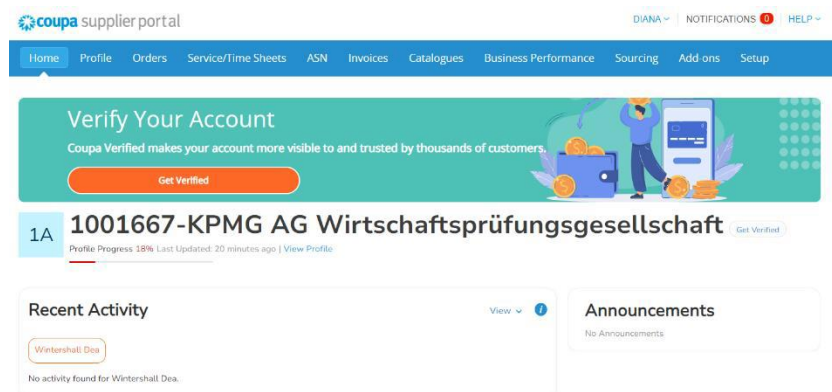 coupa supplier portal
DIANA NOTIFICATIONS 0 HELP
Home Profile Orders Service/Time Sheets ASN Invoices Catalogues Business Performance Sourcing Add-ons Setup
Verify Your Account
Coupa Verified makes your account more visible to and trusted by thousands of customers.
Get Verified
1A
1001667-KPMG AG Wirtschaftsprüfungsgesellschaft Get Verified
Profile Progress 18% Last Updated: 20 minutes ago | View Profile
Recent Activity View i
Wintershall Dea
No activity found for Wintershall Dea.
Announcements
No Announcements